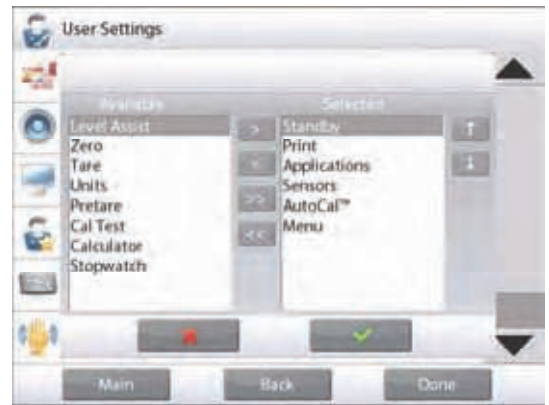 User Settings
Available Selected
Level Assist > Standby ↑
Zero Print
Tare < Applications ↓
Units Sensors
Pretare >> AutoCal™
Cal Test << Menu
Calculator
Stopwatch
Main Back Done